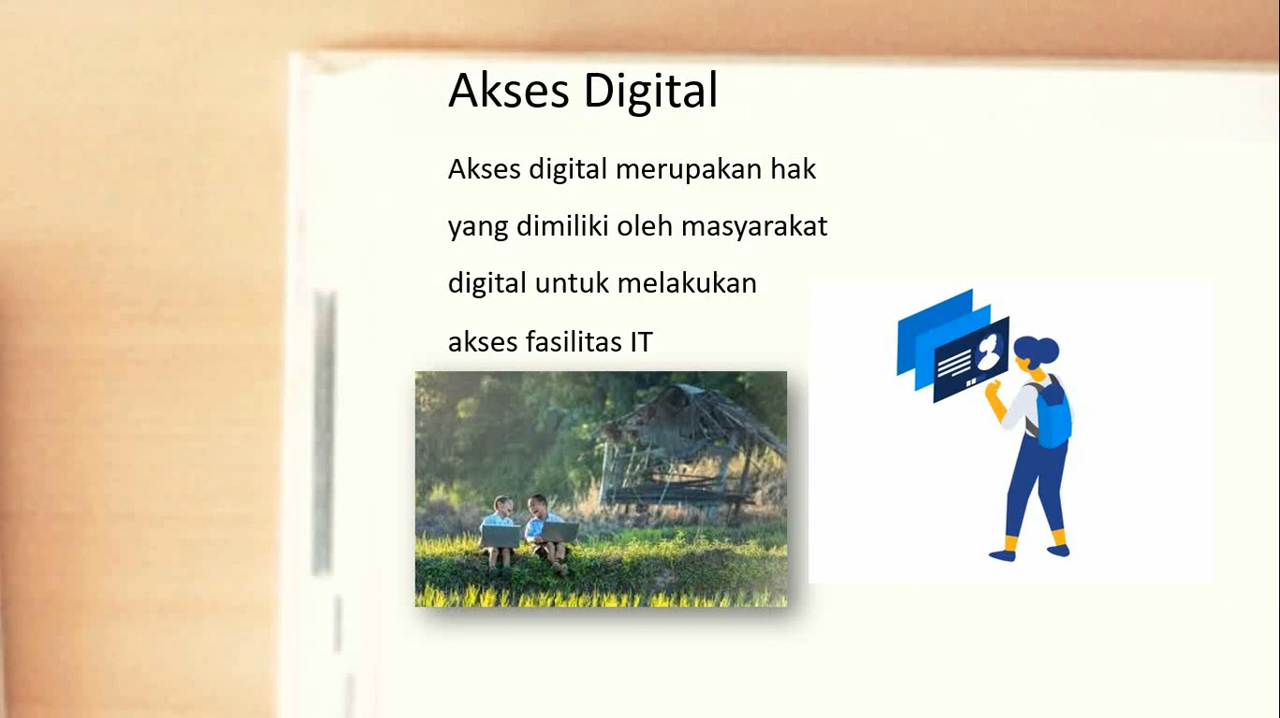 Akses Digital
Akses digital merupakan hak
yang dimiliki oleh masyarakat
digital untuk melakukan
akses fasilitas IT